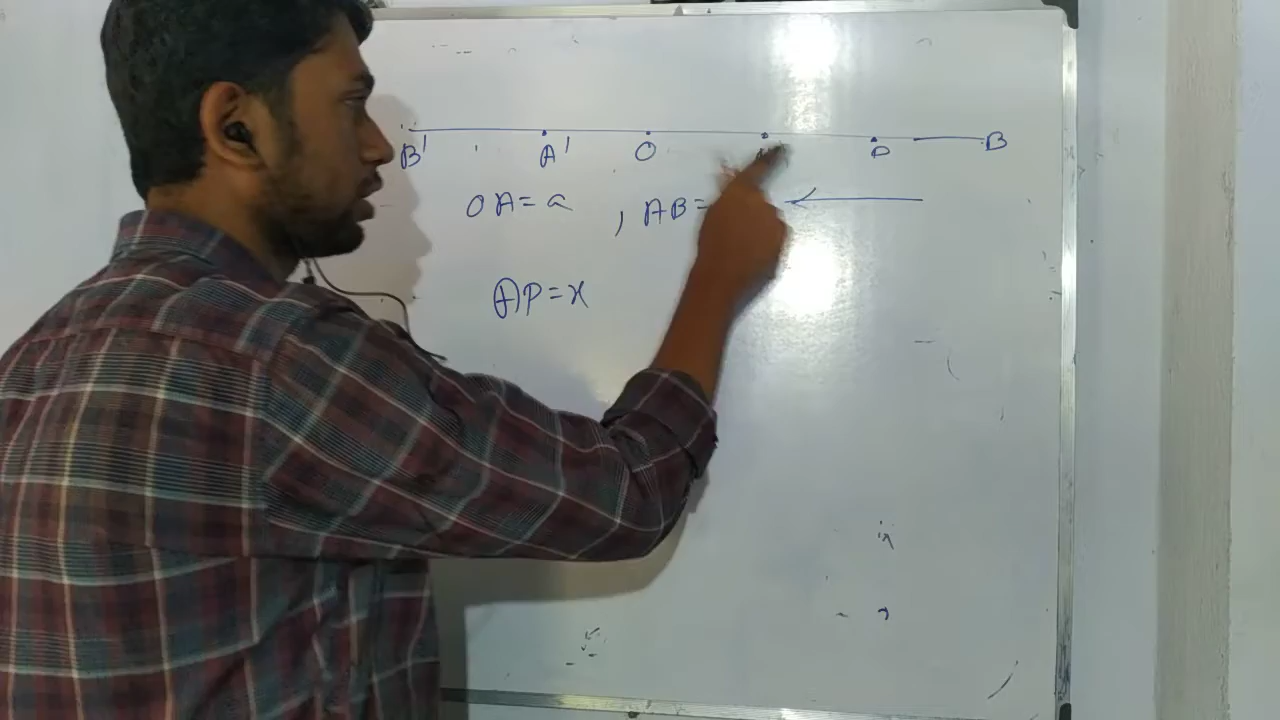 B' A' O P B
OA = a , AB =
AP = x